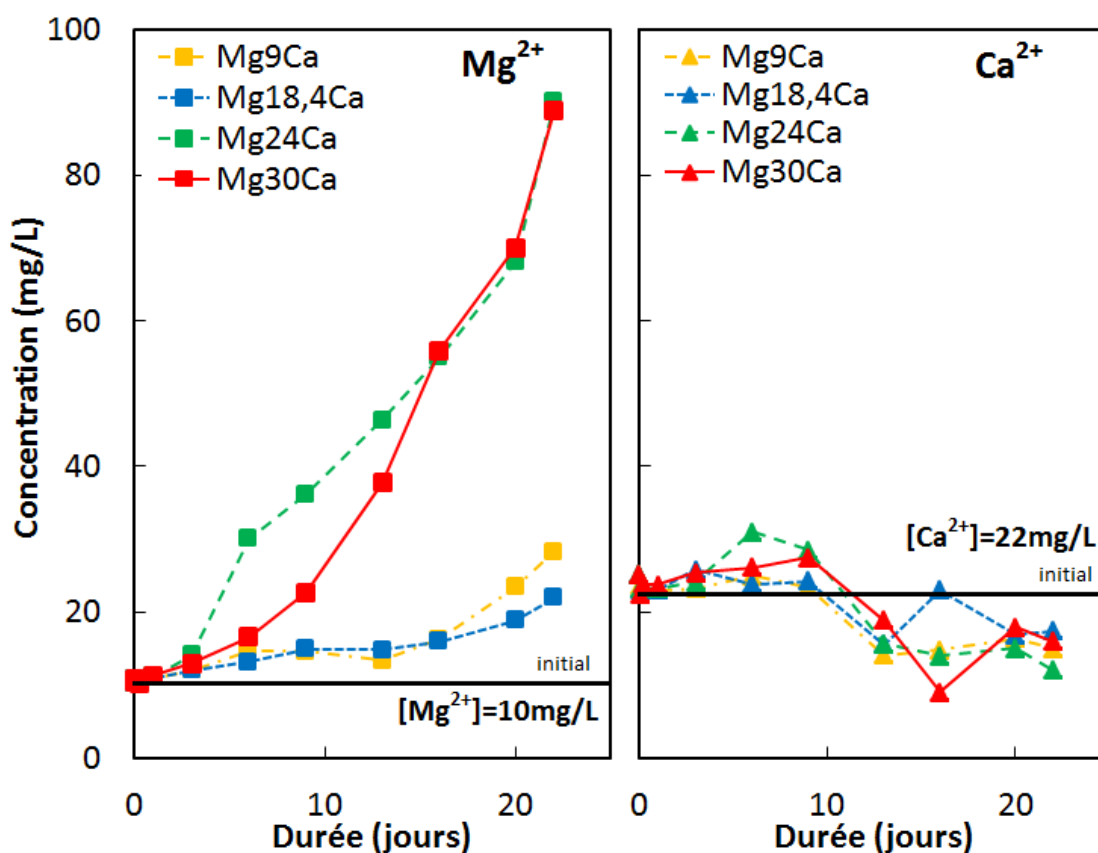 Mg²⁺
Mg9Ca
Mg18,4Ca
Mg24Ca
Mg30Ca
Concentration (mg/L)
100
80
60
40
20
0
initial
[Mg²⁺]=10mg/L
0
10
20
Durée (jours)
Ca²⁺
Mg9Ca
Mg18,4Ca
Mg24Ca
Mg30Ca
[Ca²⁺]=22mg/L
initial
0
10
20
Durée (jours)